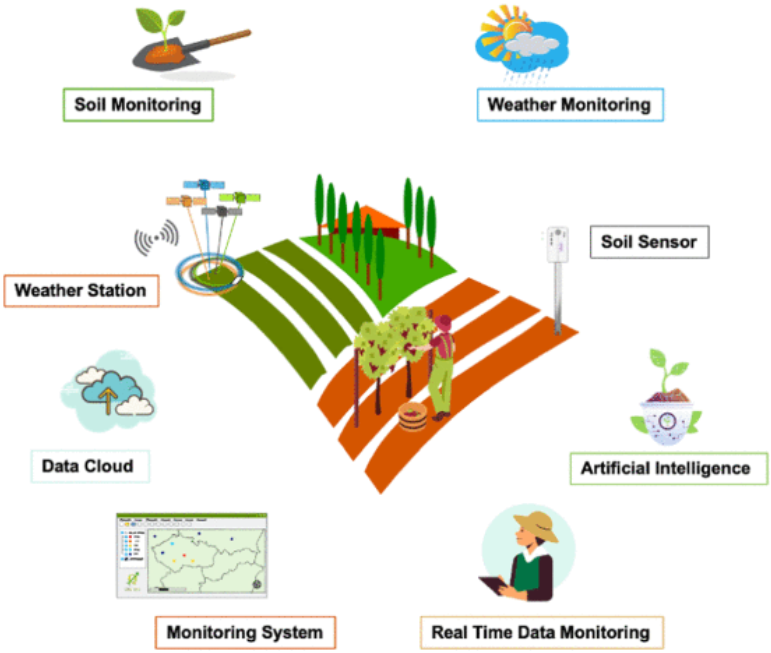 Soil Monitoring
Weather Monitoring
Soil Sensor
Weather Station
Data Cloud
Artificial Intelligence
Monitoring System
Real Time Data Monitoring